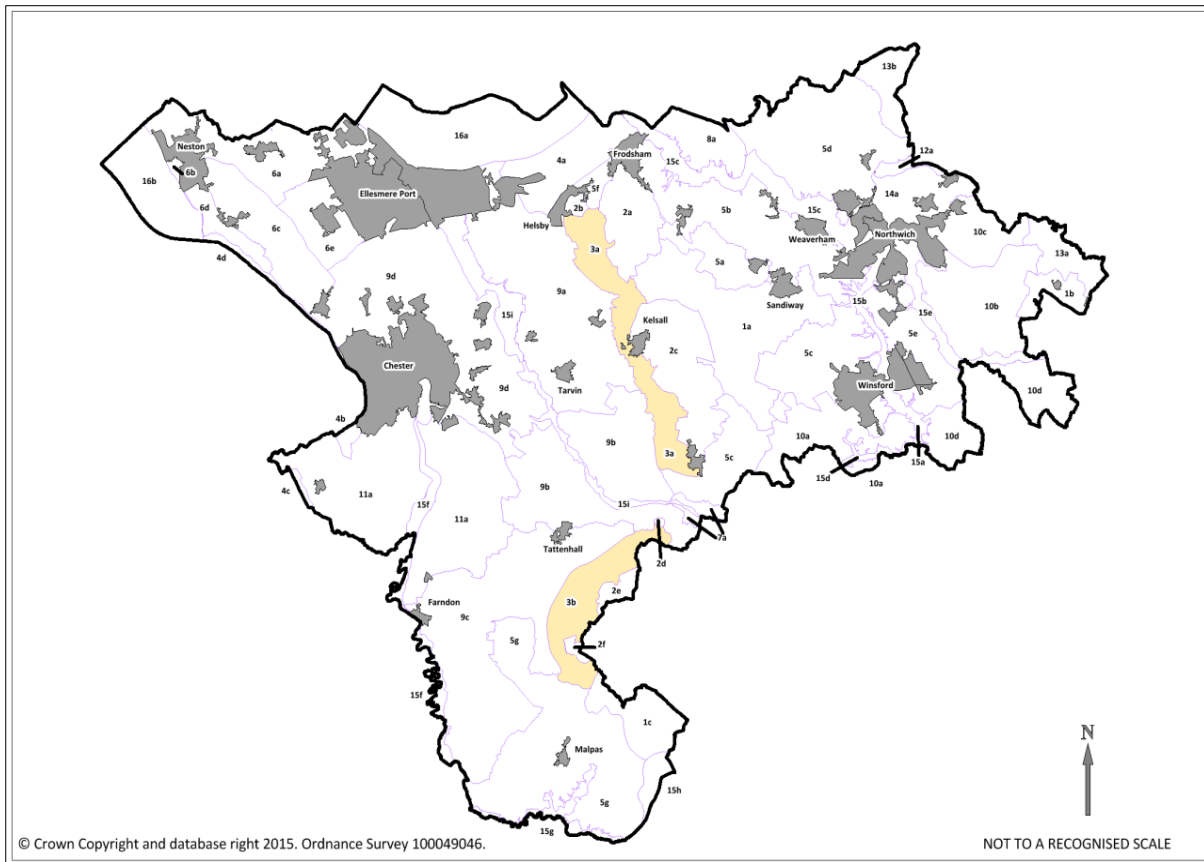 13b
16a
8a
Neston
6a
4a
Frodsham
15c
5d
12a
16b
6b
Ellesmere Port
5f
2b
14a
6d
6c
Helsby
2a
5b
15c
Weaverham
Northwich
10c
4d
6e
3a
13a
9d
5a
1b
9a
Sandiway
15b
10b
15i
Kelsall
1a
15e
5e
2c
5c
Chester
Tarvin
Winsford
9d
10d
4b
9b
10a
10d
3a
5c
15a
15d
10a
4c
11a
9b
15f
15i
11a
7a
Tattenhall
2d
2e
Farndon
3b
9c
5g
2f
15f
1c
N
Malpas
15h
5g
15g
© Crown Copyright and database right 2015. Ordnance Survey 100049046.
NOT TO A RECOGNISED SCALE